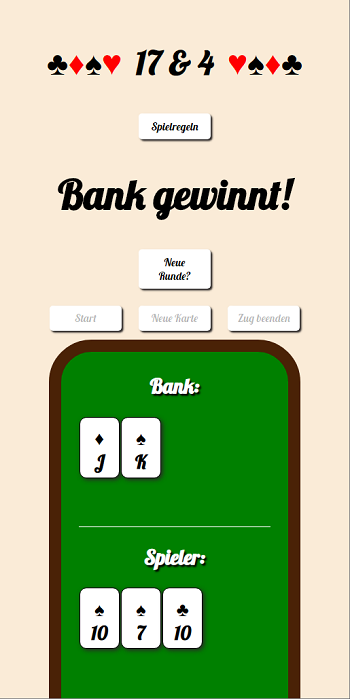 ♣♦♠♥ 17 & 4 ♥♠♦♣
Spielregeln
Bank gewinnt!
Neue
Runde?
Start Neue Karte Zug beenden
Bank:
♦ ♠
J K
Spieler:
♠ ♠ ♣
10 7 10